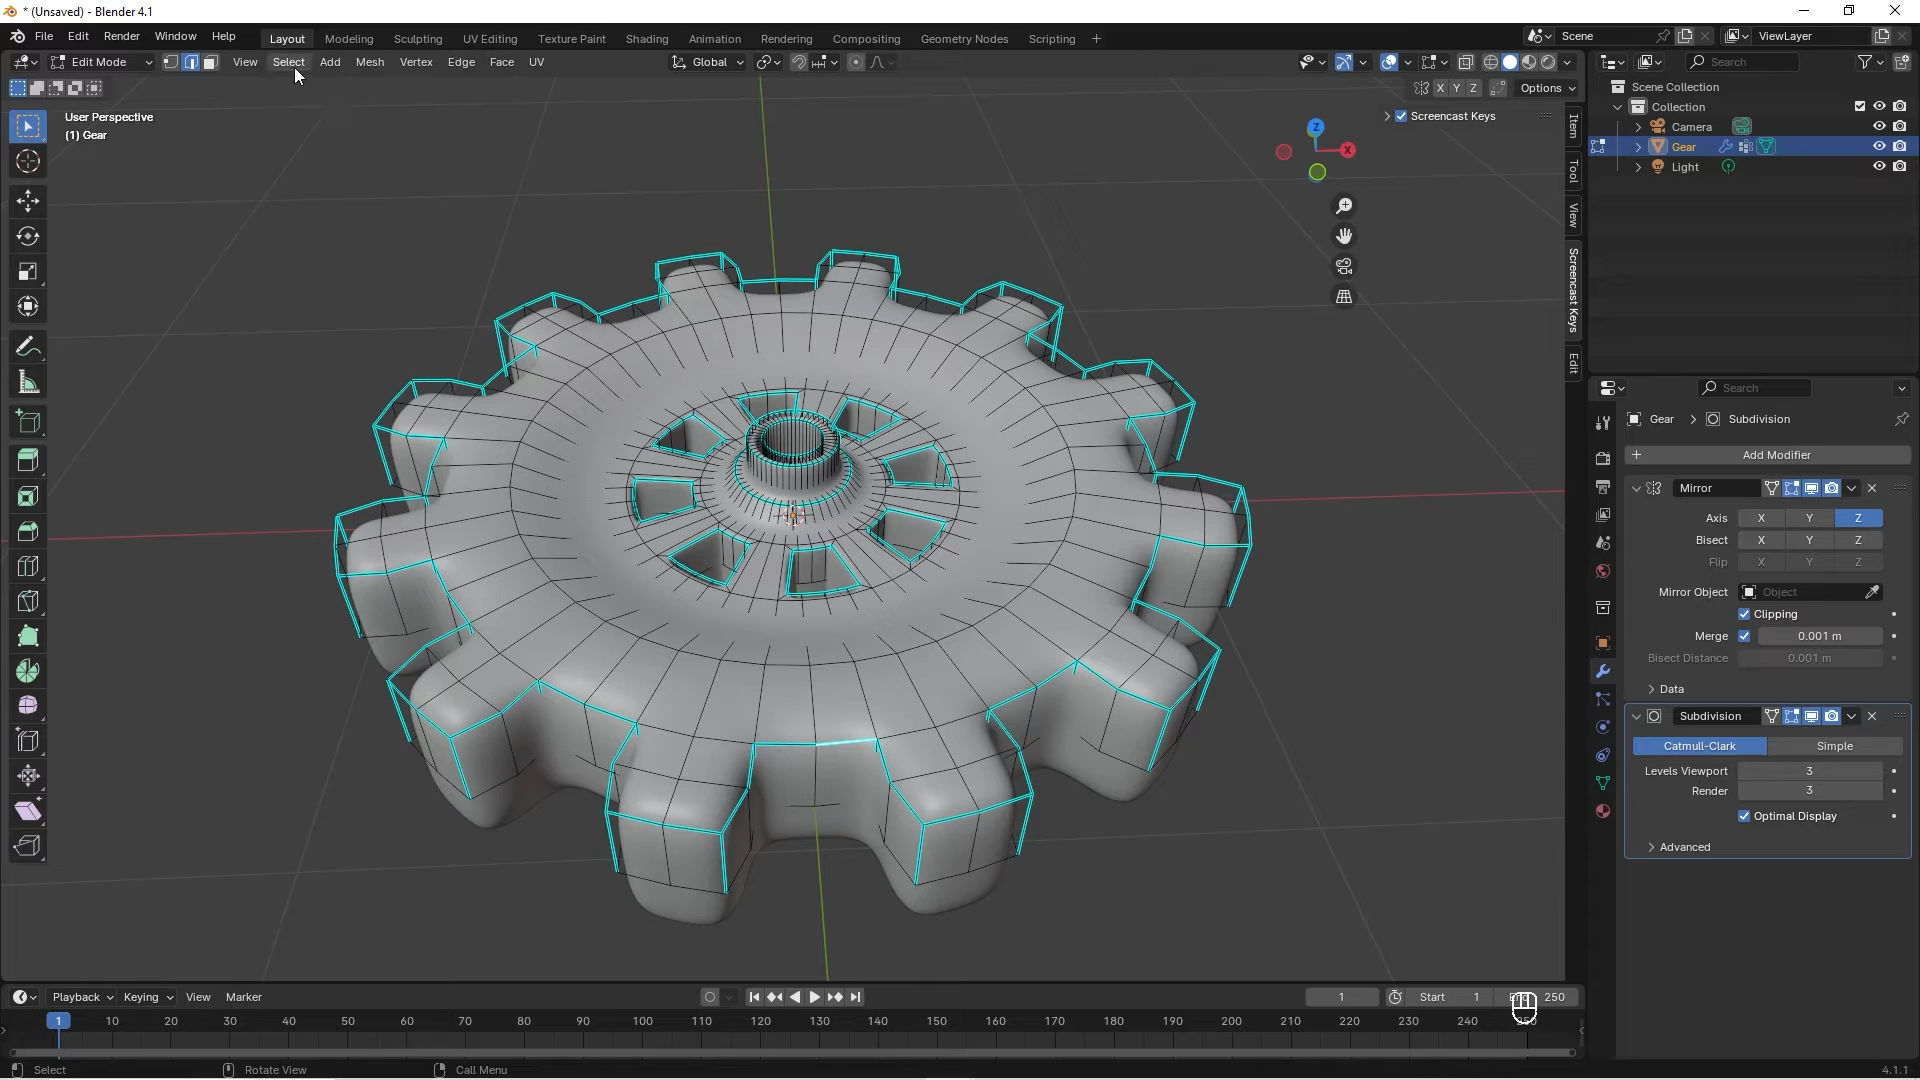 * (Unsaved) - Blender 4.1
File Edit Render Window Help Layout Modeling Sculpting UV Editing Texture Paint Shading Animation Rendering Compositing Geometry Nodes Scripting + Scene ViewLayer
Edit Mode View Select Add Mesh Vertex Edge Face UV Global Search
X Y Z Options
Scene Collection
Collection
Camera
Gear
Light
User Perspective
(1) Gear
Screencast Keys
Z
X
Item
Tool
View
Screencast Keys
Edit
Search
Gear > Subdivision
+ Add Modifier
Mirror
Axis X Y Z
Bisect X Y Z
Flip X Y Z
Mirror Object Object
Clipping
Merge 0.001 m
Bisect Distance 0.001 m
> Data
Subdivision
Catmull-Clark Simple
Levels Viewport 3
Render 3
Optimal Display
> Advanced
Playback Keying View Marker 1 Start 1 250
1 10 20 30 40 50 60 70 80 90 100 110 120 130 140 150 160 170 180 190 200 210 220 230 240
Select Rotate View Call Menu 4.1.1